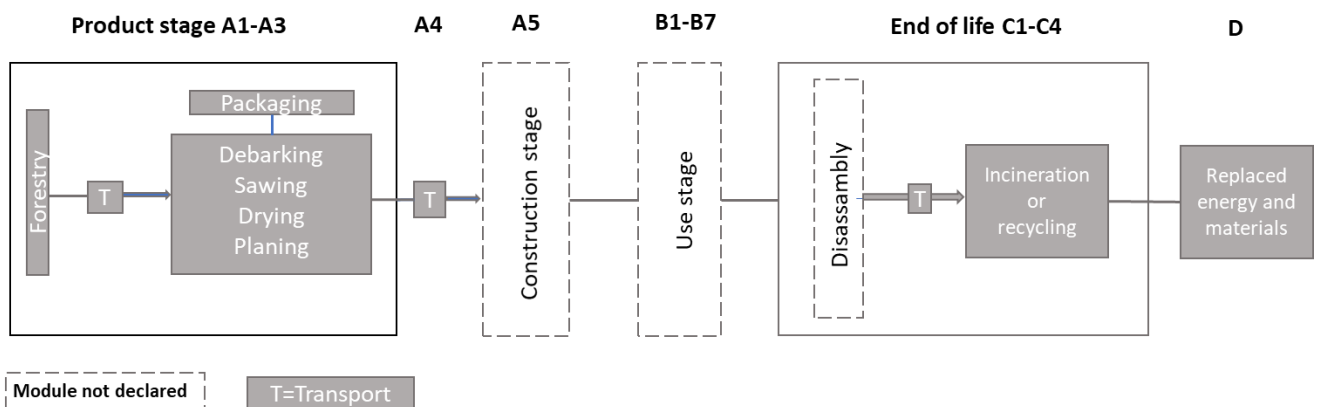 Product stage A1-A3
A4
A5
B1-B7
End of life C1-C4
D
Forestry
T
Packaging
Debarking
Sawing
Drying
Planing
T
Construction stage
Use stage
Disassambly
T
Incineration
or
recycling
Replaced
energy and
materials
Module not declared
T=Transport